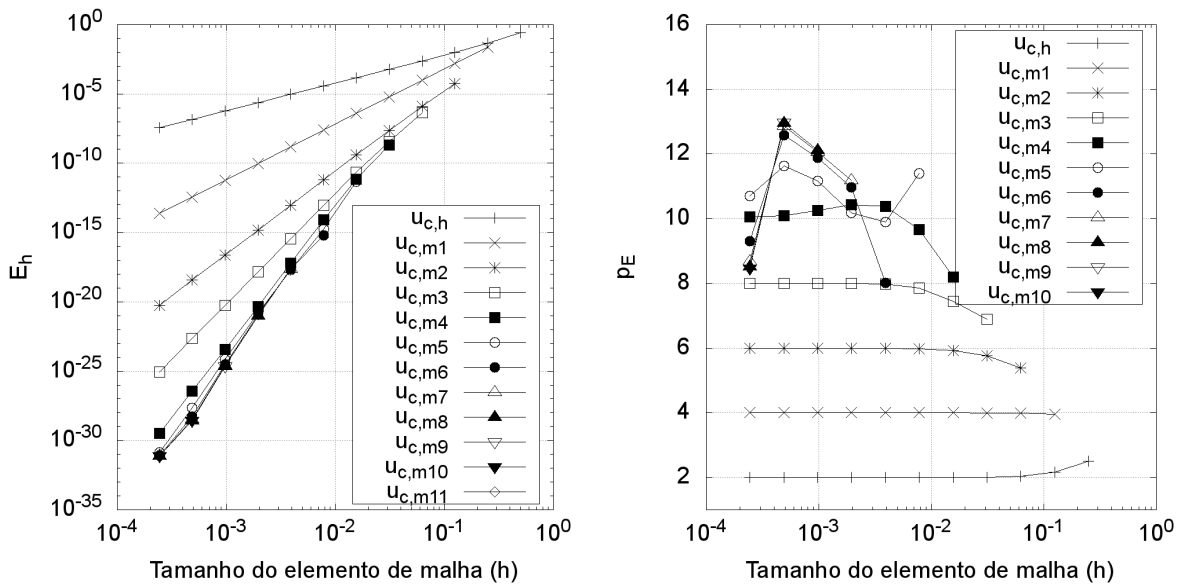 10^0
10^-5
10^-10
10^-15
10^-20
10^-25
10^-30
10^-35
E_h
10^-4
10^-3
10^-2
10^-1
10^0
Tamanho do elemento de malha (h)
u_c,h
u_c,m1
u_c,m2
u_c,m3
u_c,m4
u_c,m5
u_c,m6
u_c,m7
u_c,m8
u_c,m9
u_c,m10
u_c,m11
16
14
12
10
8
6
4
2
p_E
10^-4
10^-3
10^-2
10^-1
10^0
Tamanho do elemento de malha (h)
u_c,h
u_c,m1
u_c,m2
u_c,m3
u_c,m4
u_c,m5
u_c,m6
u_c,m7
u_c,m8
u_c,m9
u_c,m10